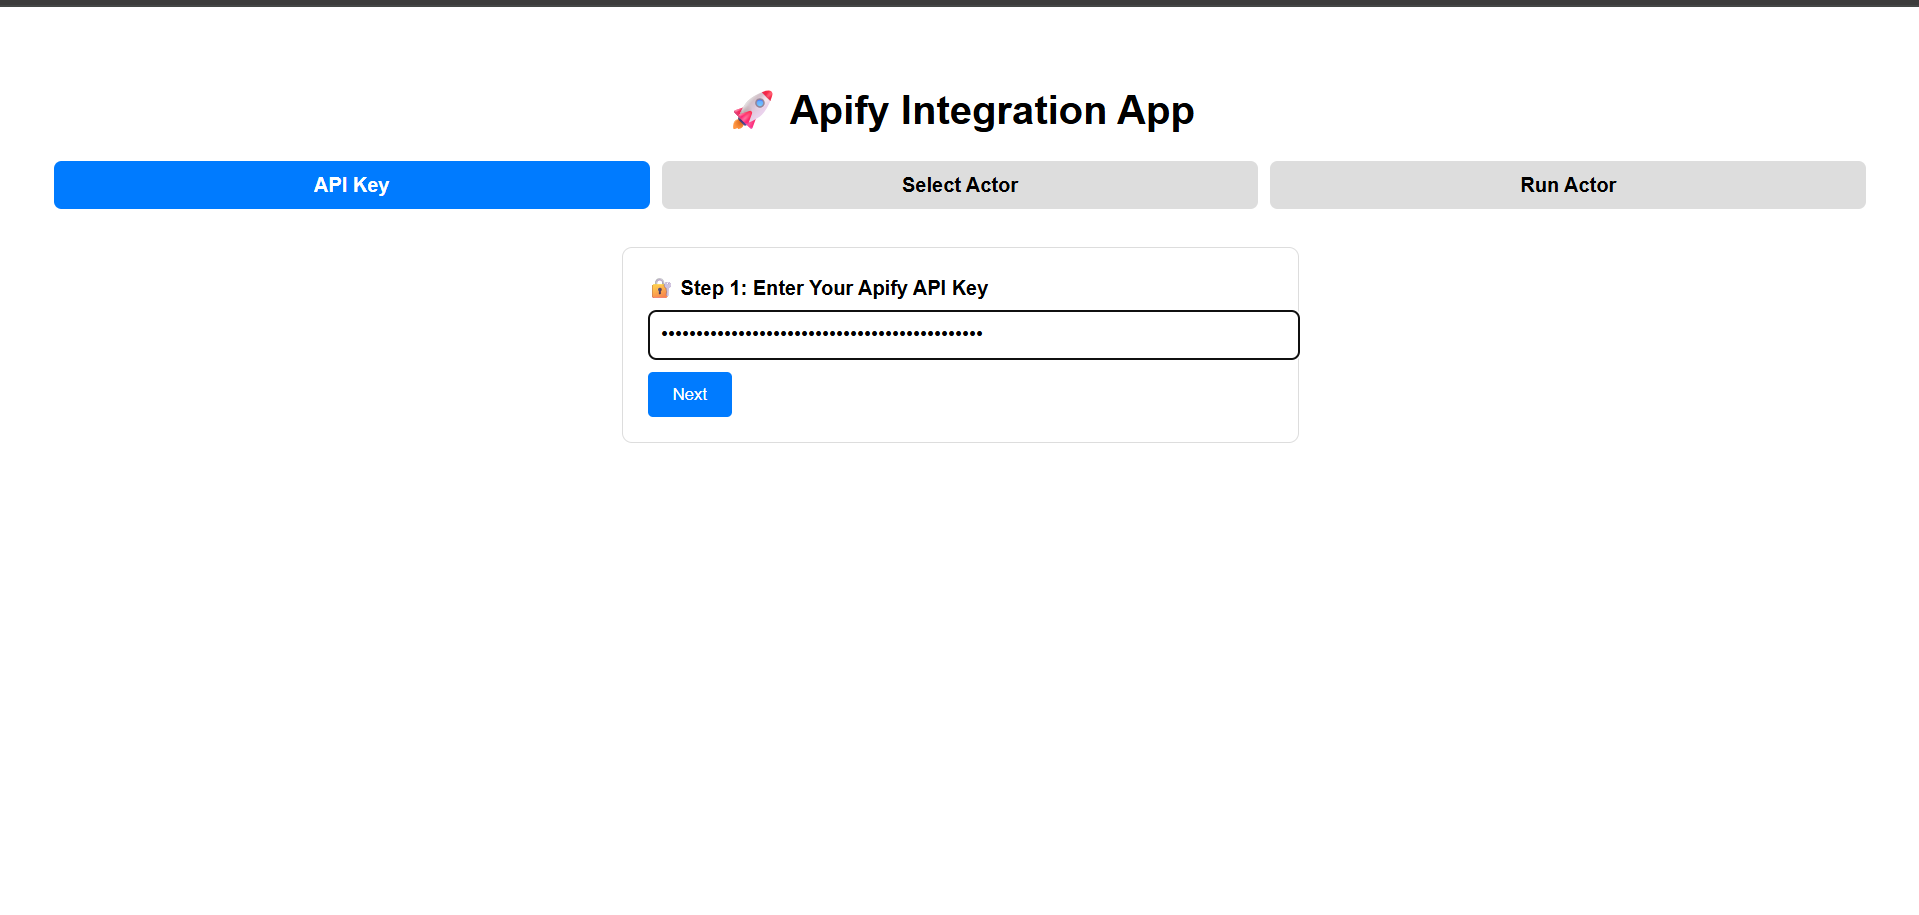 🚀 Apify Integration App
API Key
Select Actor
Run Actor
🔐 Step 1: Enter Your Apify API Key
••••••••••••••••••••••••••••••••••••••••••••••
Next